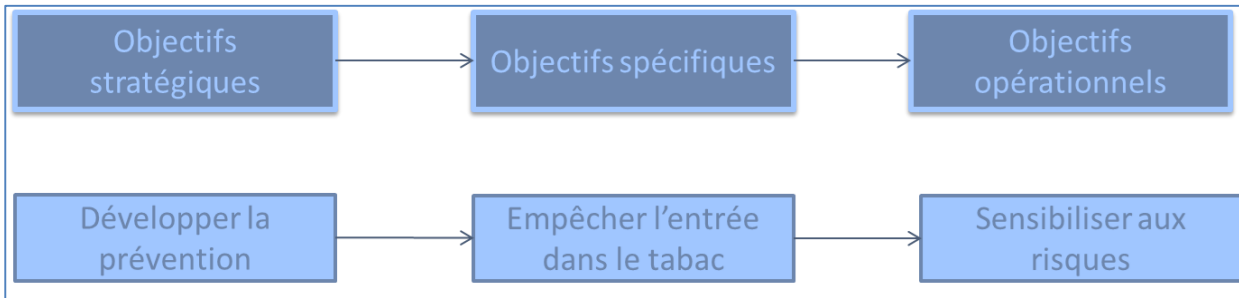 Objectifs
stratégiques
Objectifs spécifiques
Objectifs
opérationnels
Développer la
prévention
Empêcher l’entrée
dans le tabac
Sensibiliser aux
risques